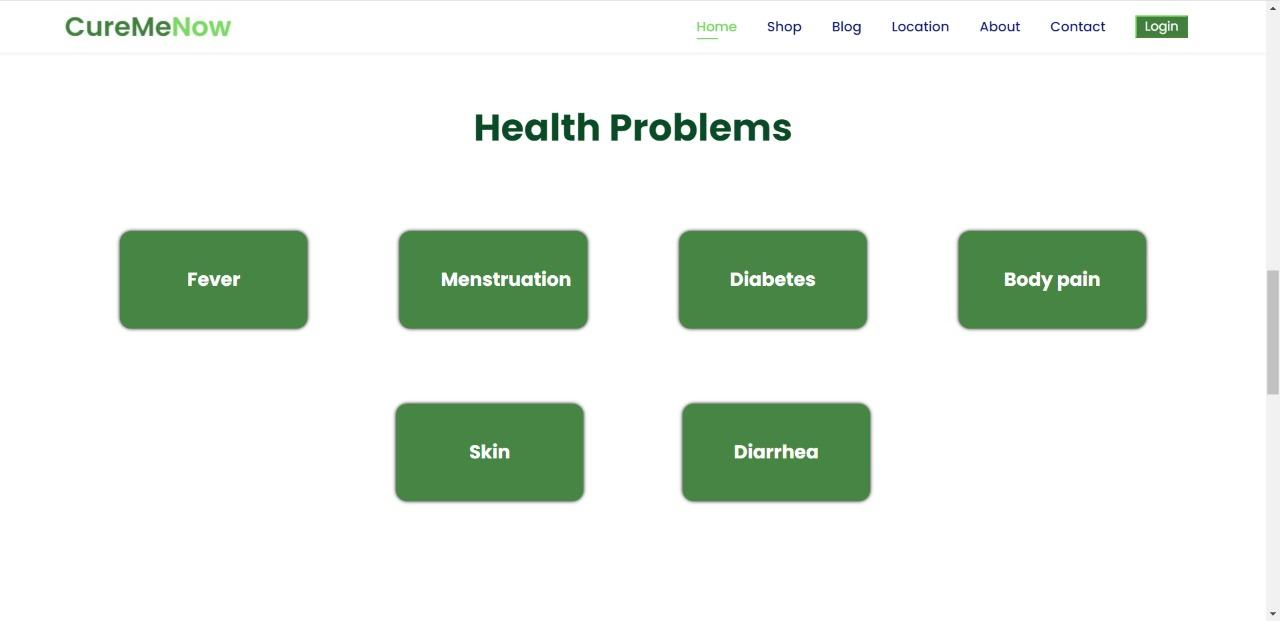 CureMeNow
Home Shop Blog Location About Contact Login
Health Problems
Fever Menstruation Diabetes Body pain
Skin Diarrhea